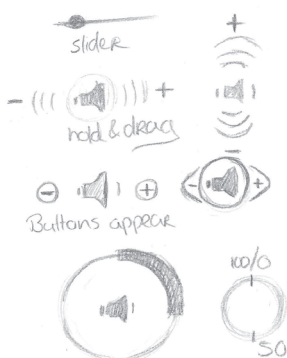 slider
+
- +
hold & drag
-
- +
- +
Buttons appear
100/0
50